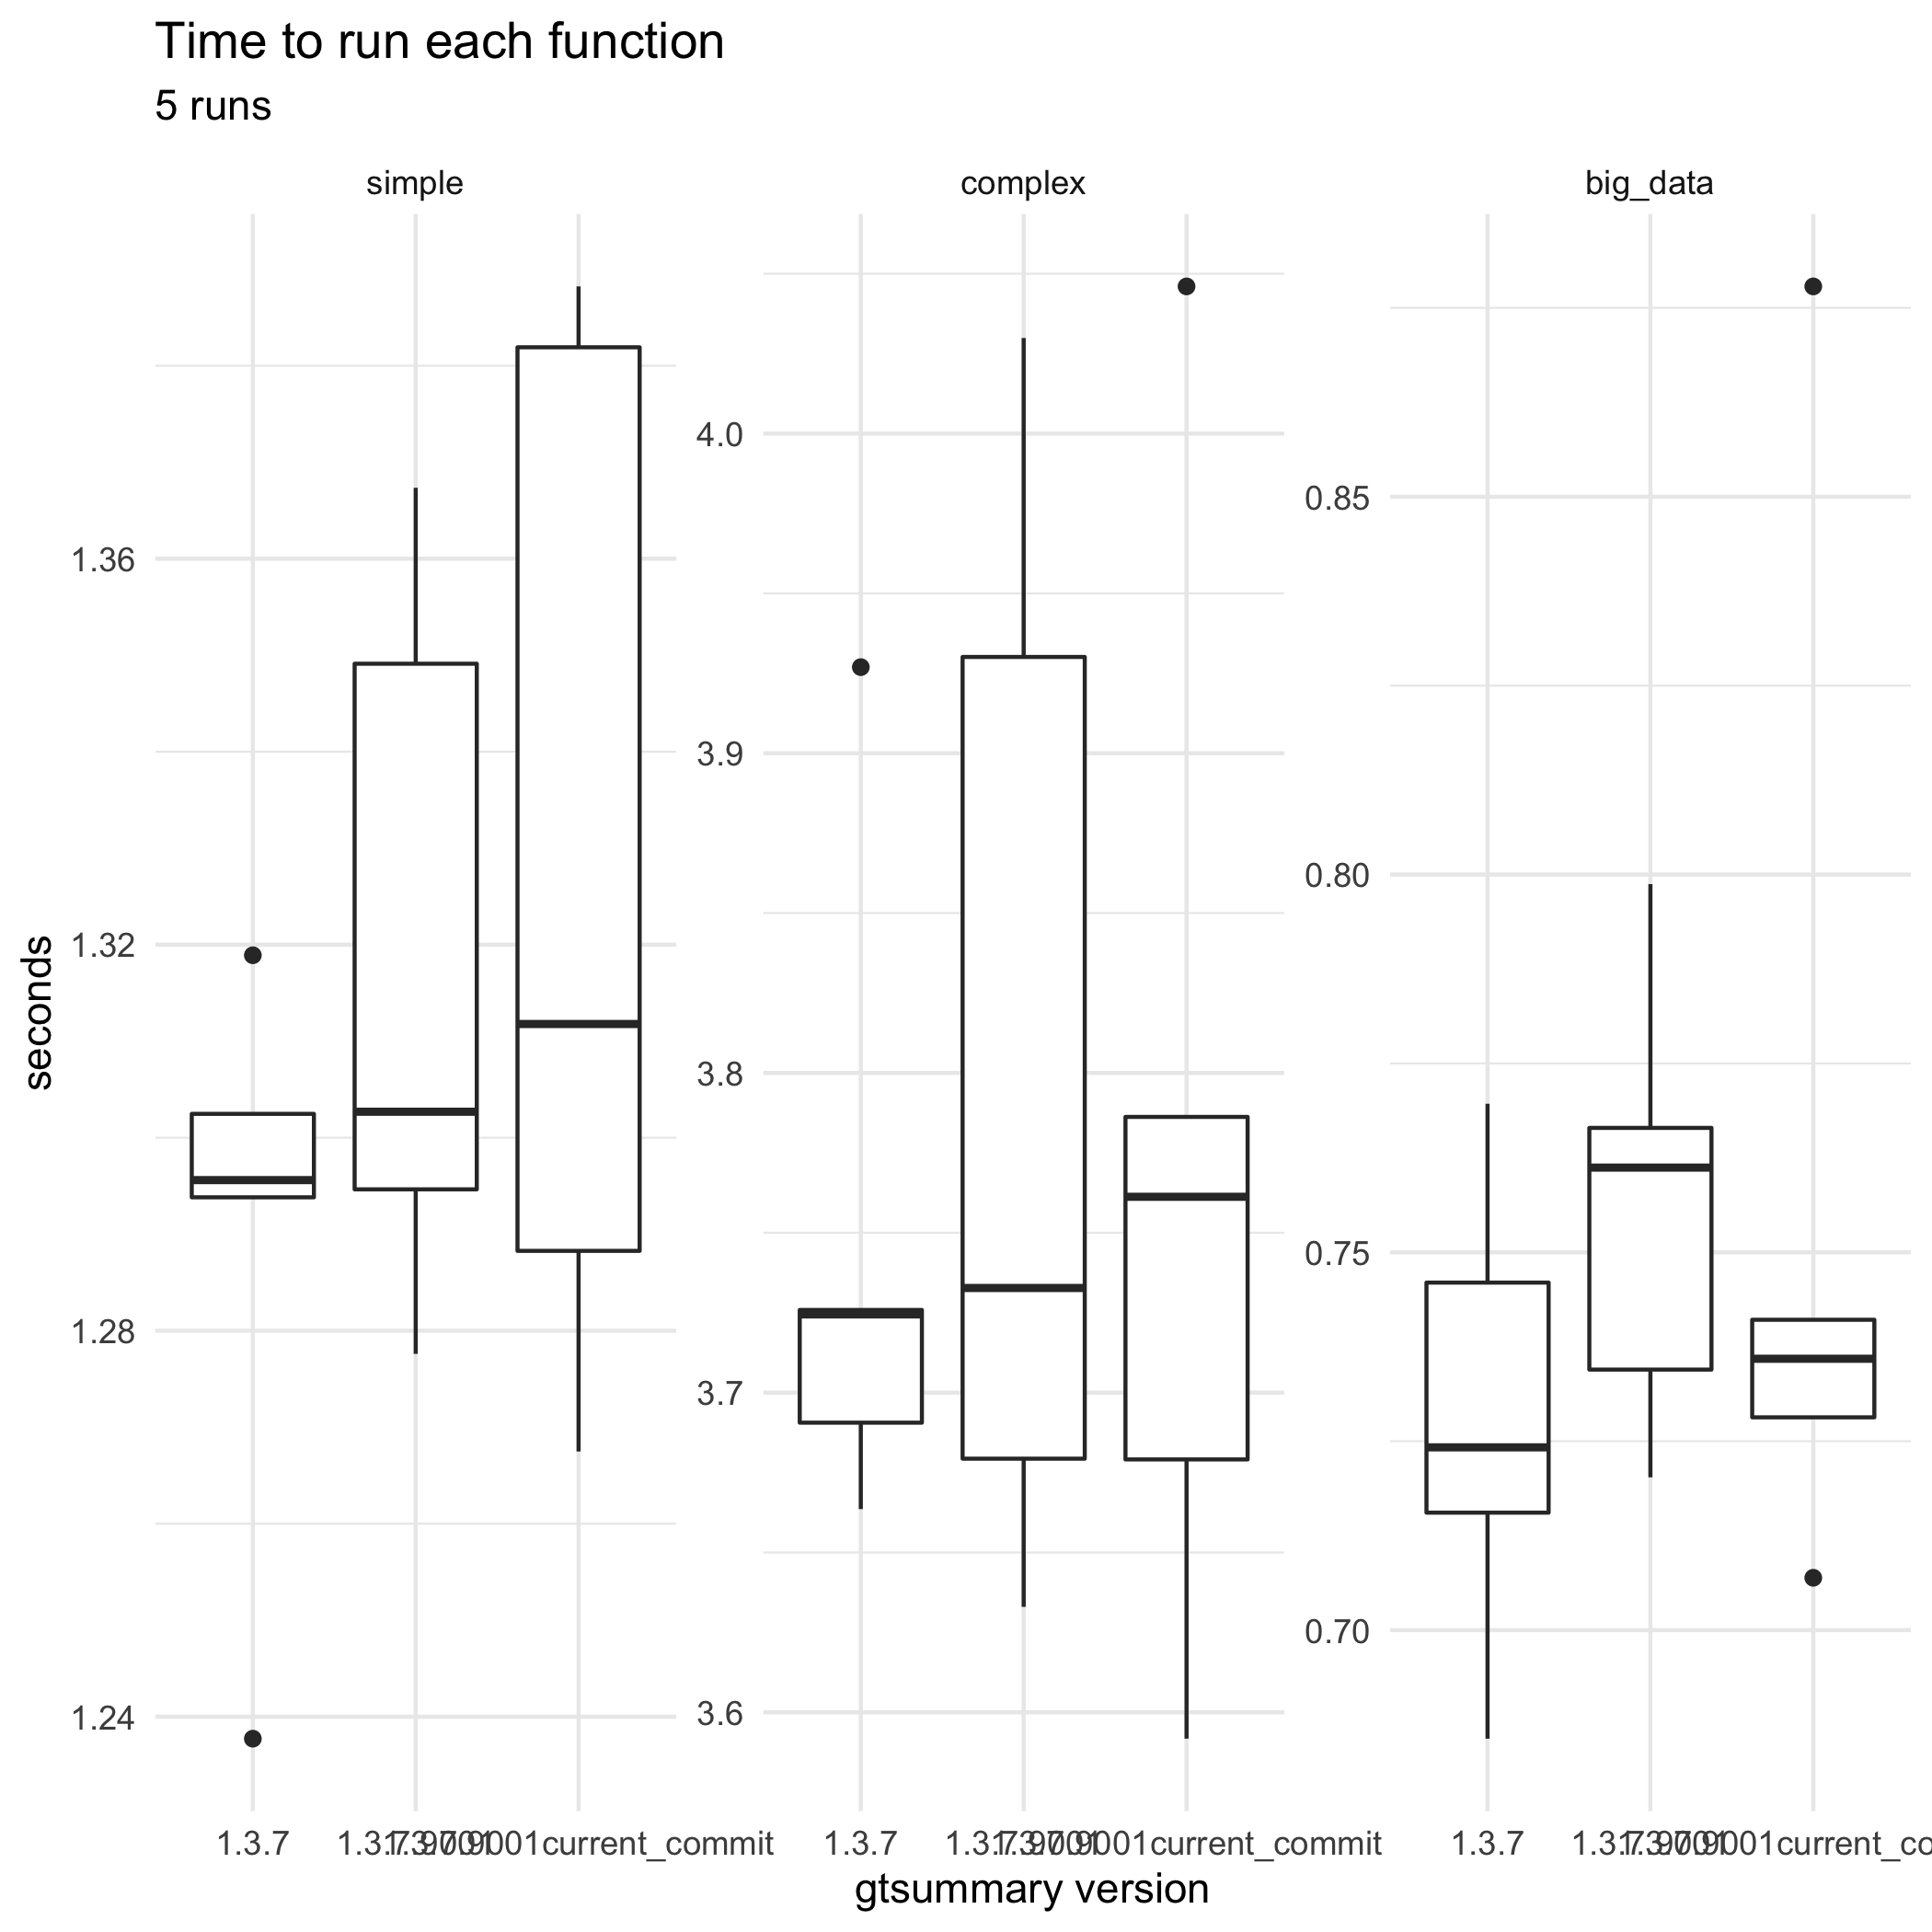 Time to run each function
5 runs
simple
complex
big_data
seconds
1.36
1.32
1.28
1.24
4.0
3.9
3.8
3.7
3.6
0.85
0.80
0.75
0.70
1.3.7
1.3.7
1.3.7
gtsummary version